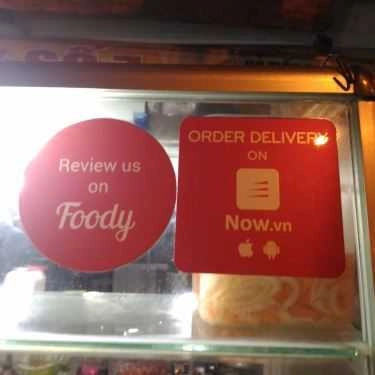 Review us
on
Foody
ORDER DELIVERY
ON
Now.vn